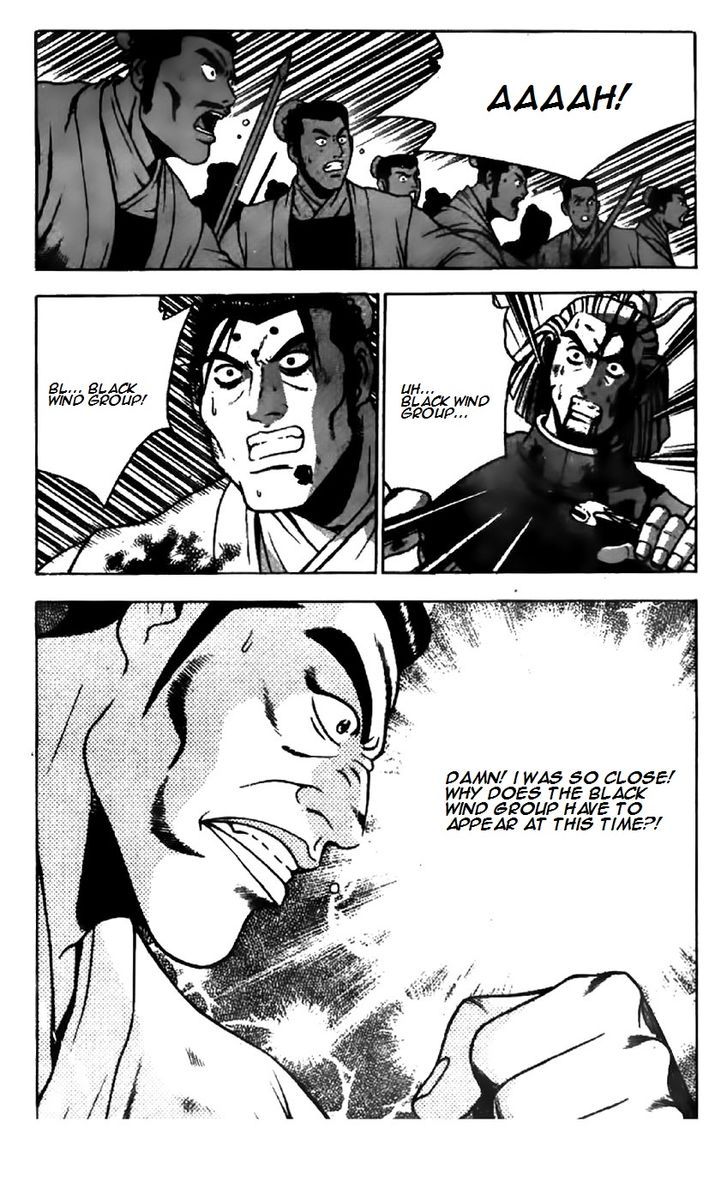 AAAAH!
UH...
BLACK WIND
GROUP...
BL... BLACK
WIND GROUP!
DAMN! I WAS SO CLOSE!
WHY DOES THE BLACK
WIND GROUP HAVE TO
APPEAR AT THIS TIME?!